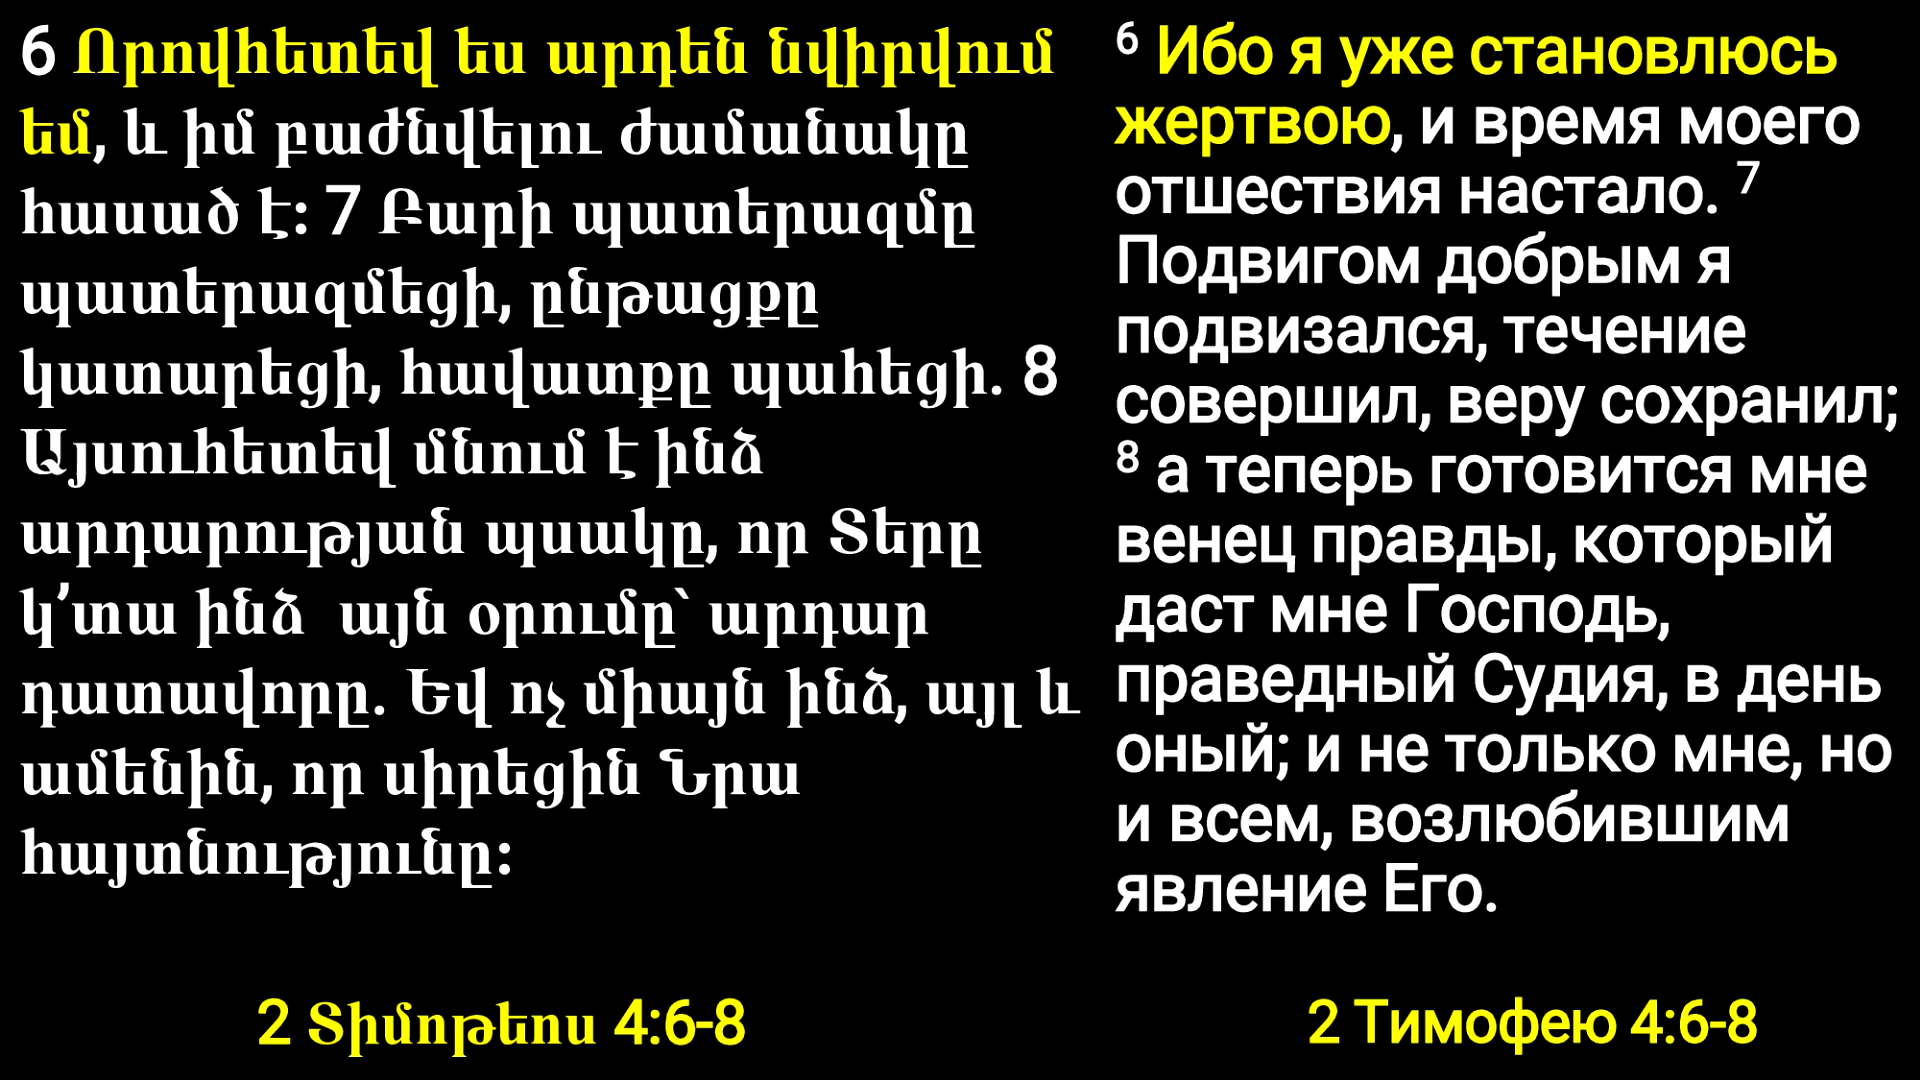 6 Որովհետեվ ես արդեն նվիրվում
եմ, և իմ բաժնվելու ժամանակը
հասած է: 7 Բարի պատերազմը
պատերազմեցի, ընթացքը
կատարեցի, հավատքը պահեցի. 8
Այսուհետեվ մնում է ինձ
արդարության պսակը, որ Տերը
կ’տա ինձ  այն օրումը՝ արդար
դատավորը. Եվ ոչ միայն ինձ, այլ և
ամենին, որ սիրեցին Նրա
հայտնությունը:
2 Տիմոթեոս 4:6-8
6 Ибо я уже становлюсь
жертвою, и время моего
отшествия настало. 7
Подвигом добрым я
подвизался, течение
совершил, веру сохранил;
8 а теперь готовится мне
венец правды, который
даст мне Господь,
праведный Судия, в день
оный; и не только мне, но
и всем, возлюбившим
явление Его.
2 Тимофею 4:6-8